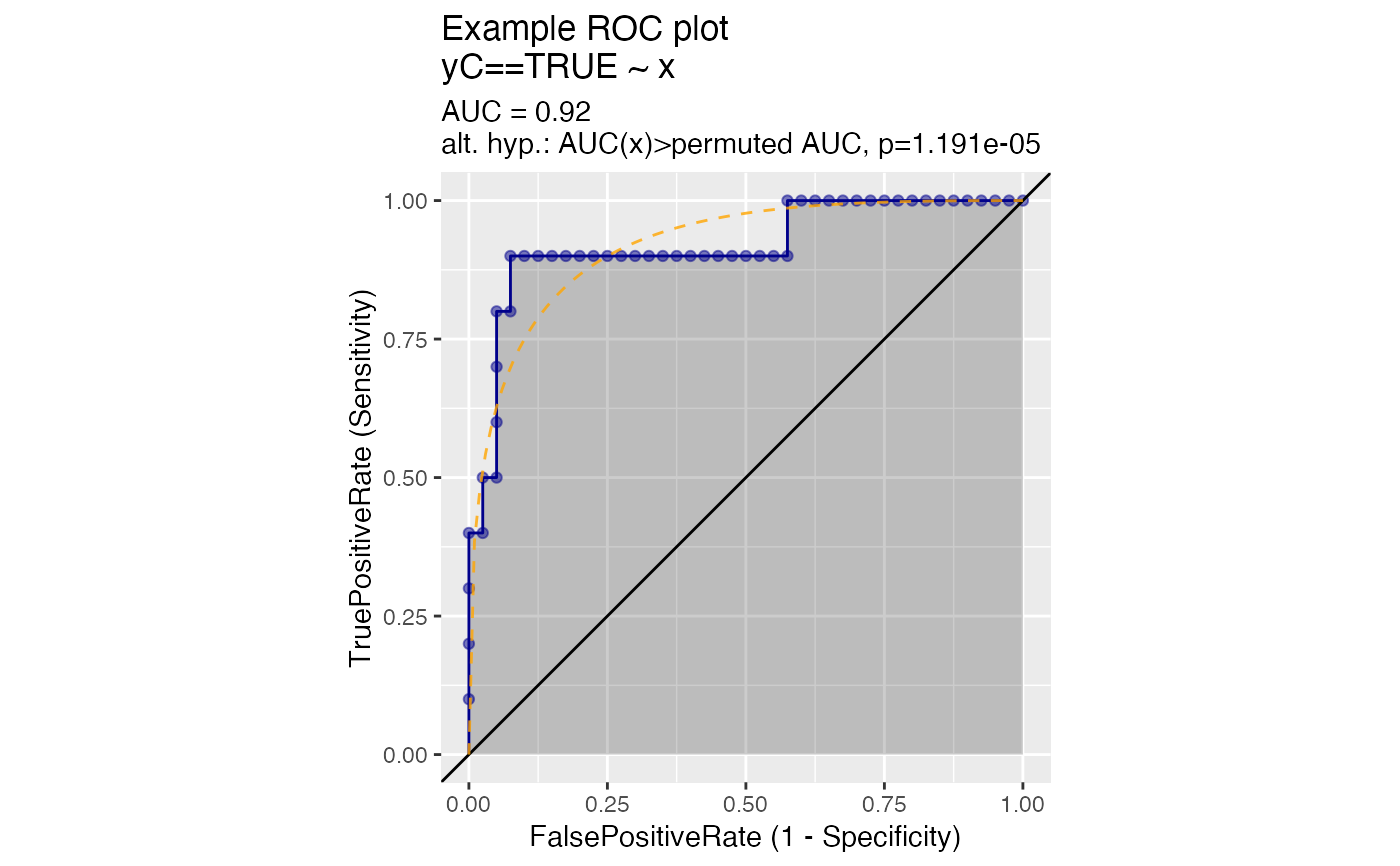 Example ROC plot
yC==TRUE ~ x
AUC = 0.92
alt. hyp.: AUC(x)>permuted AUC, p=1.191e-05
1.00
0.75
0.50
0.25
0.00
TruePositiveRate (Sensitivity)
0.00 0.25 0.50 0.75 1.00
FalsePositiveRate (1 - Specificity)